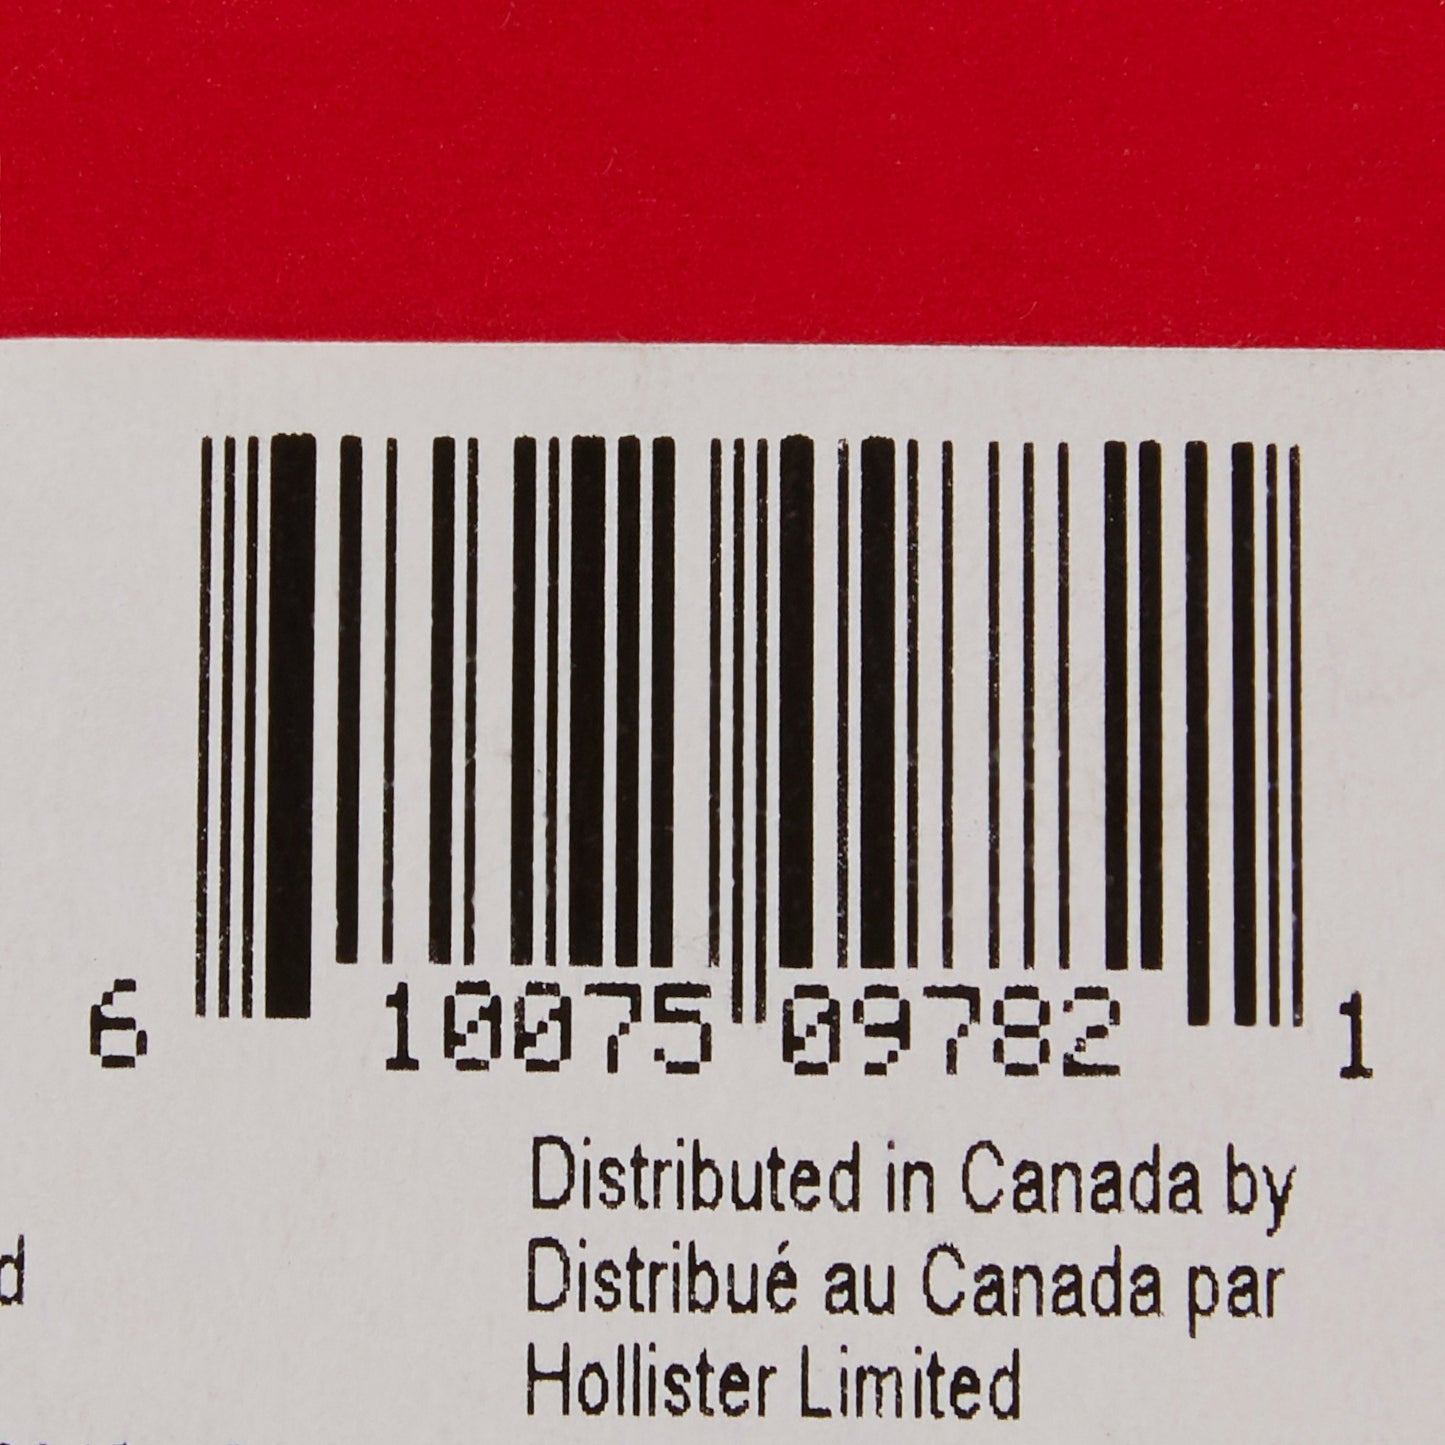 6 10075 09782 1
Distributed in Canada by
d
Distribué au Canada par
Hollister Limited